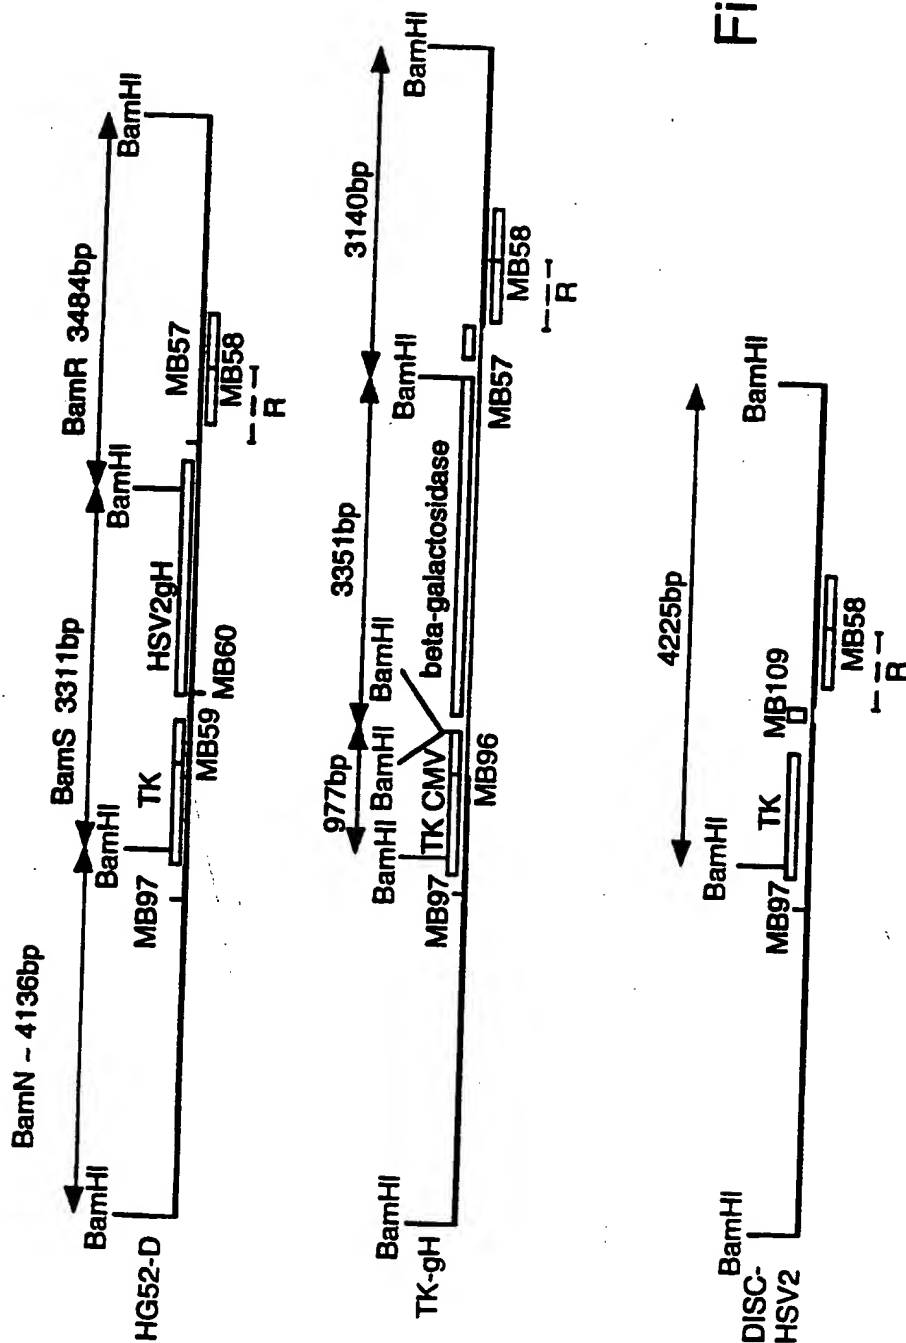 BamN ~ 4136bp
BamS 3311bp
BamR 3484bp
BamHI
BamHI
BamHI
BamHI
HG52-D
MB97
TK
MB59
MB60
HSV2gH
MB57
MB58
R
977bp
3351bp
3140bp
BamHI
BamHI
BamHI
BamHI
BamHI
BamHI
TK-gH
MB97
TK CMV
MB96
beta-galactosidase
MB57
MB58
R
4225bp
BamHI
BamHI
BamHI
DISC-
HSV2
MB97
TK
MB109
MB58
R
Fi